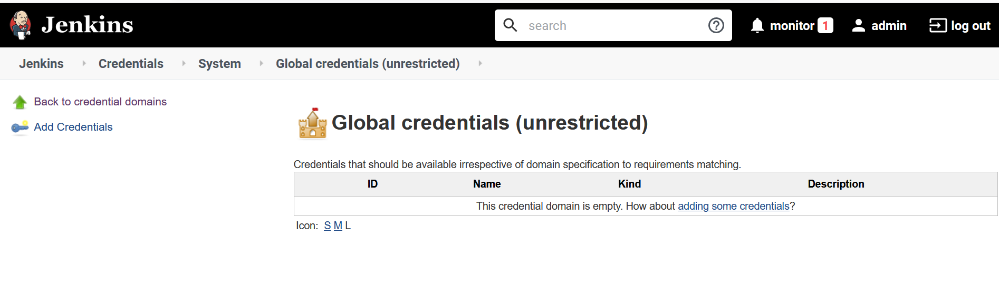 Jenkins
search
monitor 1
admin
log out
Jenkins
Credentials
System
Global credentials (unrestricted)
Back to credential domains
Add Credentials
Global credentials (unrestricted)
Credentials that should be available irrespective of domain specification to requirements matching.
ID Name Kind Description
This credential domain is empty. How about adding some credentials?
Icon: S M L